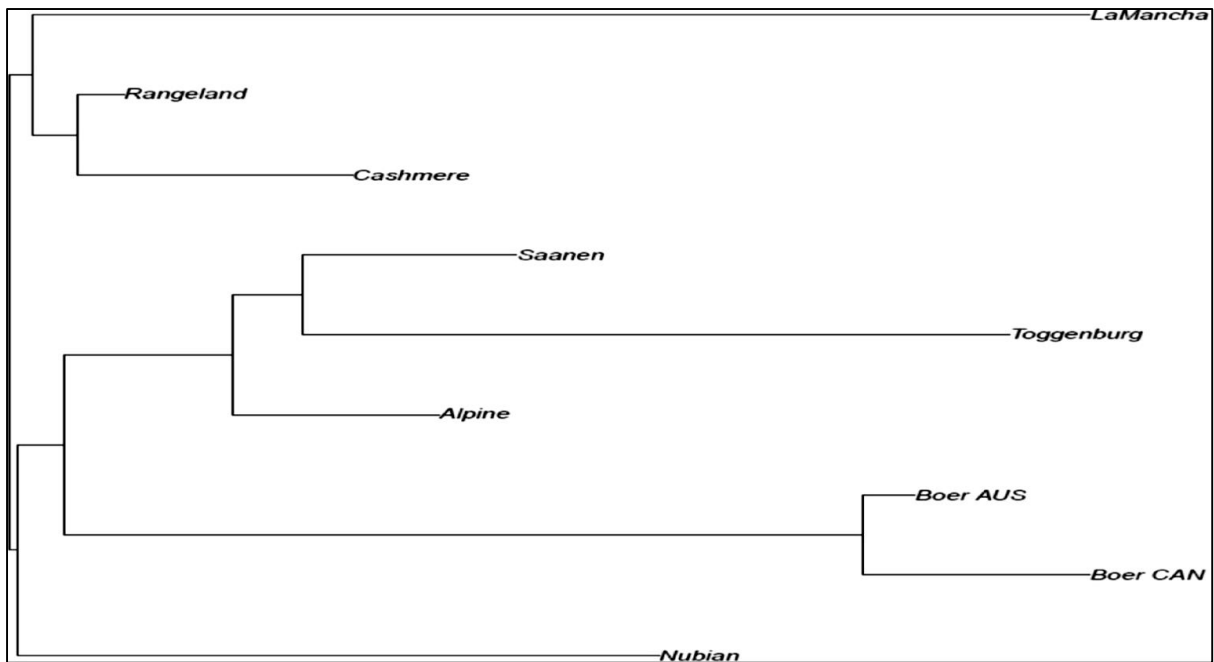 LaMancha
Rangeland
Cashmere
Saanen
Toggenburg
Alpine
Boer AUS
Boer CAN
Nubian